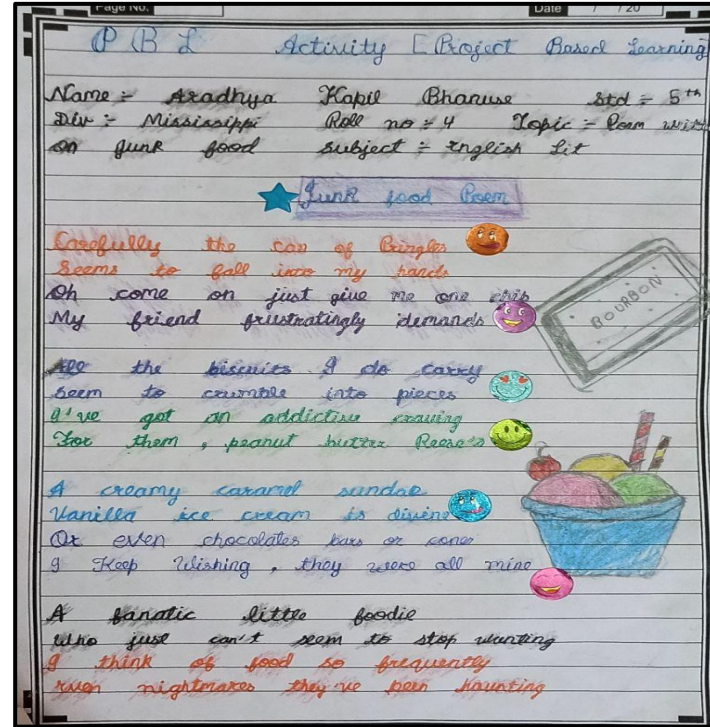 Page No.
Date / / 20
P B L Activity [Project Based Learning
Name :- Aradhya Kapil Bhanuse std :- 5th
Div :- Mississippi Roll no :- 4 Topic :- Poem writ
on junk food subject :- English Lit
Junk food Poem
Carefully the can of Pringles
Seems to fall into my hands
Oh come on just give me one chip
My friend frustratingly demands
BOURBON
All the biscuits I do carry
Seem to crumble into pieces
I've got an addictive craving
For them, peanut butter Reese's
A creamy caramel sundae
Vanilla ice cream is divine
Or even chocolates bars or cones
I Keep Wishing, they were all mine
A fanatic little foodie
Who just can't seem to stop wanting
I think of food so frequently
Even nightmares they've been haunting